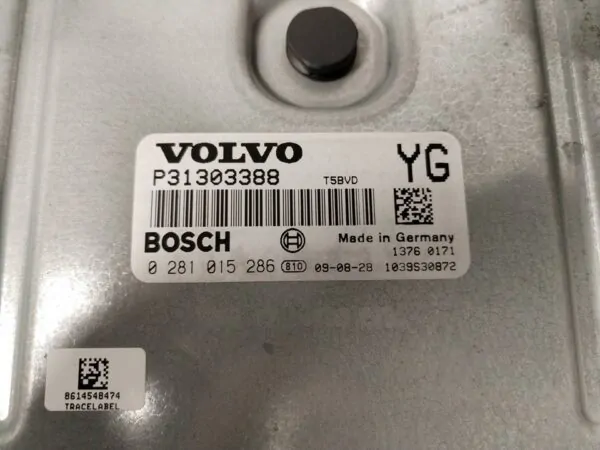 VOLVO
YG
P31303388 T5BVD
BOSCH Made in Germany
1376 0171
0 281 015 286 810 09-08-28 1039S30872
8614548474
TRACELABEL